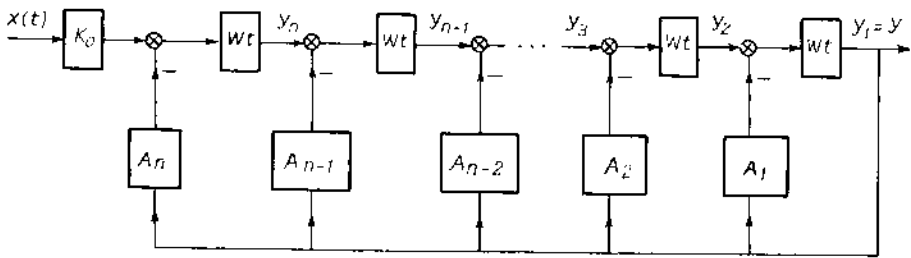 x(t) K₀ Wt yₙ Wt yₙ₋₁ ... y₃ Wt y₂ Wt y₁ = y
− − − − −
Aₙ Aₙ₋₁ Aₙ₋₂ A₂ A₁